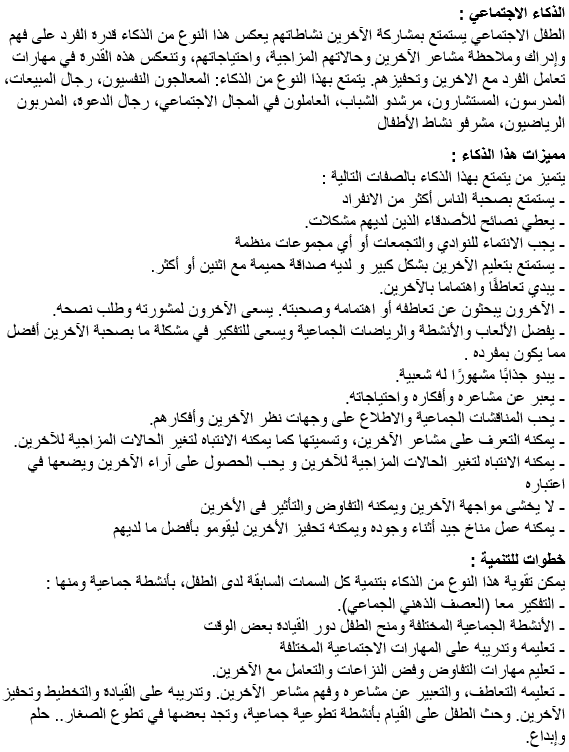 الذكاء الاجتماعي :
الطفل الاجتماعي يستمتع بمشاركة الآخرين نشاطاتهم يعكس هذا النوع من الذكاء قدرة الفرد على فهم
وإدراك وملاحظة مشاعر الآخرين وحالاتهم المزاجية، واحتياجاتهم، وتنعكس هذه القدرة في مهارات
تعامل الفرد مع الاخرين وتحفيزهم. يتمتع بهذا النوع من الذكاء: المعالجون النفسيون، رجال المبيعات،
المدرسون، المستشارون، مرشدو الشباب، العاملون في المجال الاجتماعي، رجال الدعوة، المدربون
الرياضيون، مشرفو نشاط الأطفال
مميزات هذا الذكاء :
يتميز من يتمتع بهذا الذكاء بالصفات التالية :
- يستمتع بصحبة الناس أكثر من الانفراد
- يعطي نصائح للأصدقاء الذين لديهم مشكلات.
- يجب الانتماء للنوادي والتجمعات أو أي مجموعات منظمة
- يستمتع بتعليم الآخرين بشكل كبير و لديه صداقة حميمة مع اثنين أو أكثر.
- يبدي تعاطفًا واهتماما بالآخرين.
- الآخرون يبحثون عن تعاطفه أو اهتمامه وصحبته. يسعى الآخرون لمشورته وطلب نصحه.
- يفضل الألعاب والأنشطة والرياضات الجماعية ويسعى للتفكير في مشكلة ما بصحبة الآخرين أفضل
مما يكون بمفرده .
- يبدو جذابًا مشهورًا له شعبية.
- يعبر عن مشاعره وأفكاره واحتياجاته.
- يحب المناقشات الجماعية والاطلاع على وجهات نظر الآخرين وأفكارهم.
- يمكنه التعرف على مشاعر الآخرين، وتسميتها كما يمكنه الانتباه لتغير الحالات المزاجية للآخرين.
- يمكنه الانتباه لتغير الحالات المزاجية للآخرين و يحب الحصول على آراء الآخرين ويضعها في
اعتباره
- لا يخشى مواجهة الآخرين ويمكنه التفاوض والتأثير فى الأخرين
- يمكنه عمل مناخ جيد أثناء وجوده ويمكنه تحفيز الأخرين ليقومو بأفضل ما لديهم
خطوات للتنمية :
يمكن تقوية هذا النوع من الذكاء بتنمية كل السمات السابقة لدى الطفل، بأنشطة جماعية ومنها :
- التفكير معا (العصف الذهني الجماعي).
- الأنشطة الجماعية المختلفة ومنح الطفل دور القيادة بعض الوقت
- تعليمه وتدريبه على المهارات الاجتماعية المختلفة
- تعليم مهارات التفاوض وفض النزاعات والتعامل مع الآخرين.
- تعليمه التعاطف، والتعبير عن مشاعره وفهم مشاعر الآخرين. وتدريبه على القيادة والتخطيط وتحفيز
الآخرين. وحث الطفل على القيام بأنشطة تطوعية جماعية، وتجد بعضها في تطوع الصغار.. حلم
وإبداع.